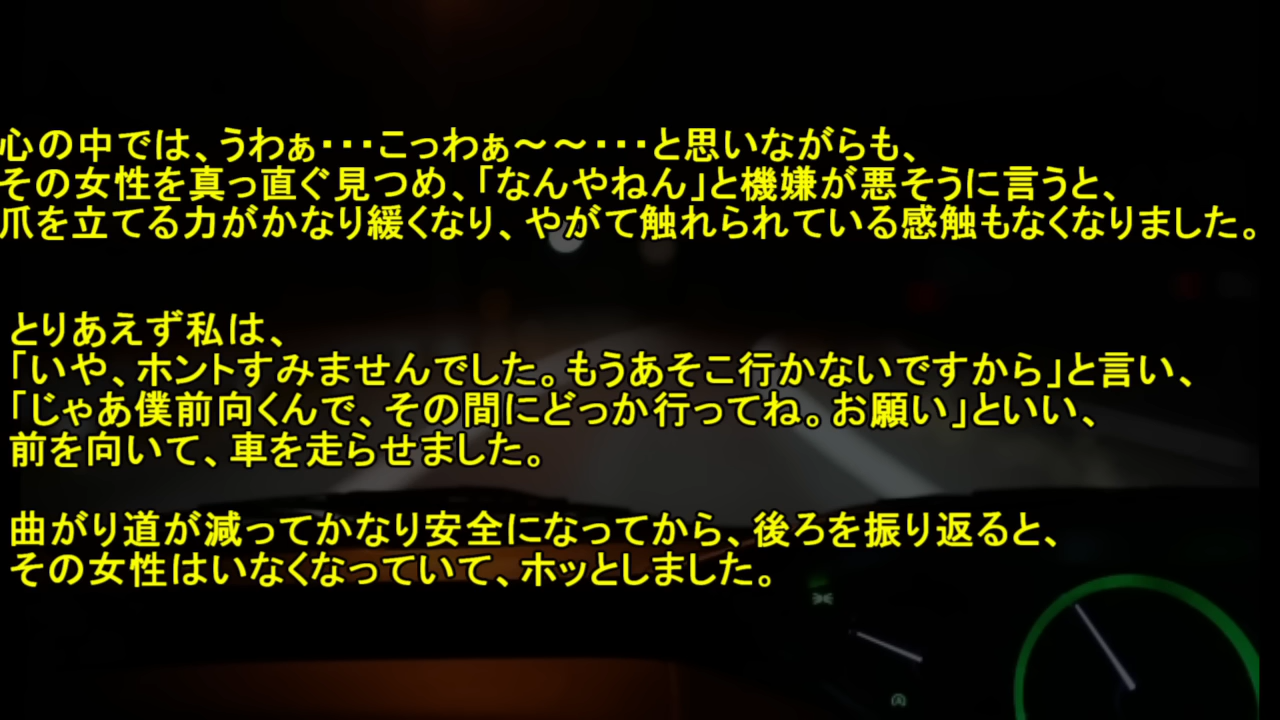 心の中では、うわぁ・・・こっわぁ～～・・・と思いながらも、
その女性を真っ直ぐ見つめ、「なんやねん」と機嫌が悪そうに言うと、
爪を立てる力がかなり緩くなり、やがて触れられている感触もなくなりました。
とりあえず私は、
「いや、ホントすみませんでした。もうあそこ行かないですから」と言い、
「じゃあ僕前向くんで、その間にどっか行ってね。お願い」といい、
前を向いて、車を走らせました。
曲がり道が減ってかなり安全になってから、後ろを振り返ると、
その女性はいなくなっていて、ホッとしました。